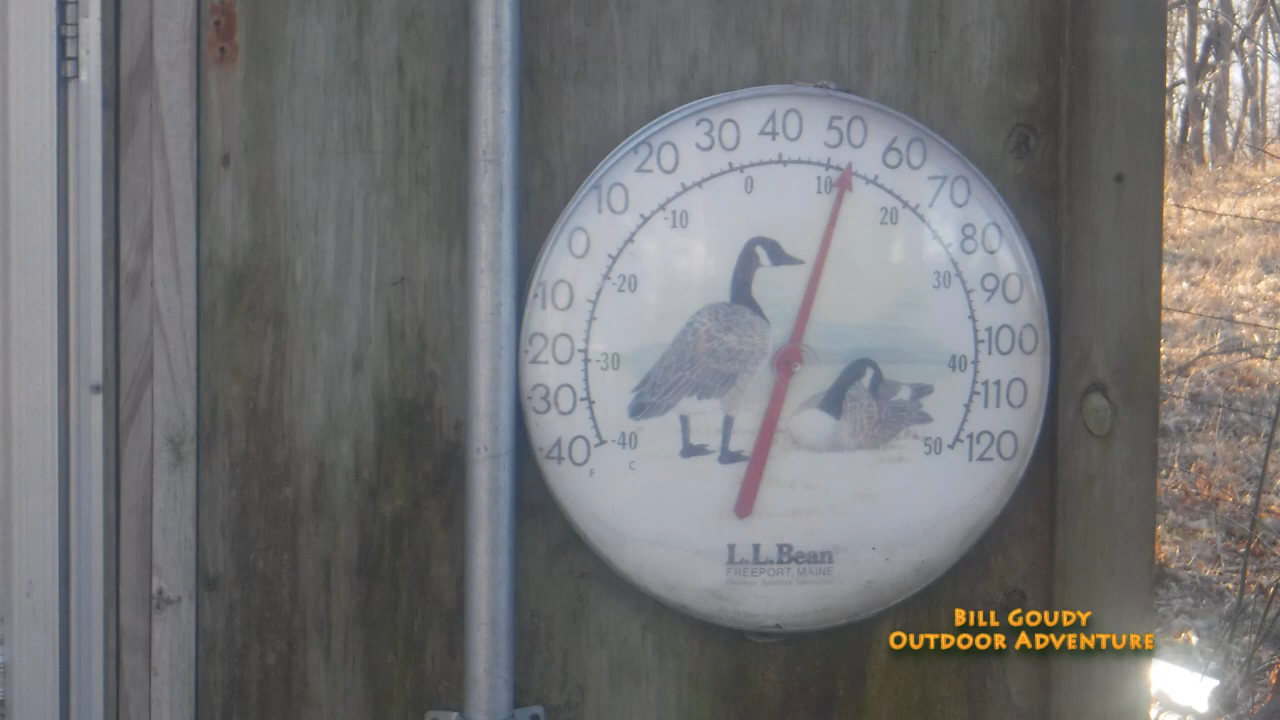 -40 -30 -20 -10 0 10 20 30 40 50 60 70 80 90 100 110 120
-40 -30 -20 -10 0 10 20 30 40 50
F C
L.L.Bean
FREEPORT, MAINE
BILL GOUDY
OUTDOOR ADVENTURE